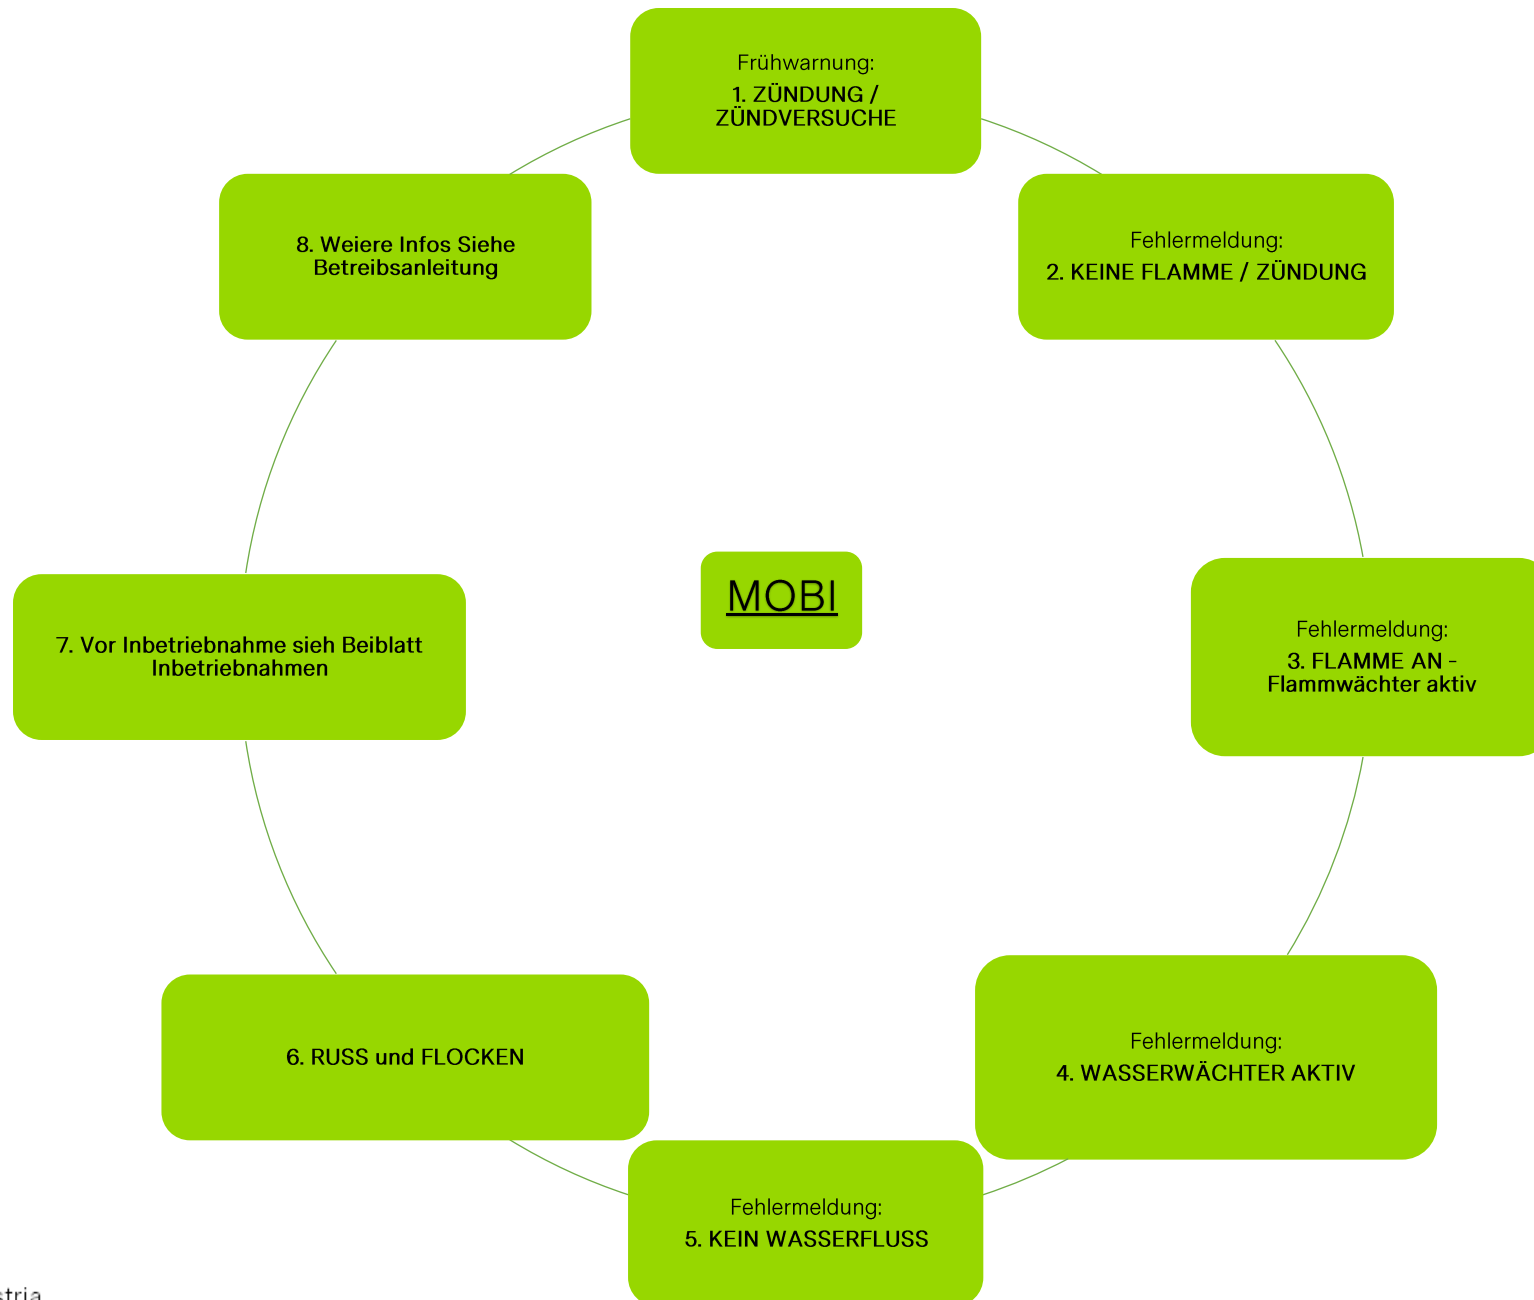 Frühwarnung:
1. ZÜNDUNG /
ZÜNDVERSUCHE
Fehlermeldung:
2. KEINE FLAMME / ZÜNDUNG
Fehlermeldung:
3. FLAMME AN -
Flammwächter aktiv
Fehlermeldung:
4. WASSERWÄCHTER AKTIV
Fehlermeldung:
5. KEIN WASSERFLUSS
6. RUSS und FLOCKEN
7. Vor Inbetriebnahme sieh Beiblatt
Inbetriebnahmen
8. Weiere Infos Siehe
Betreibsanleitung
MOBI